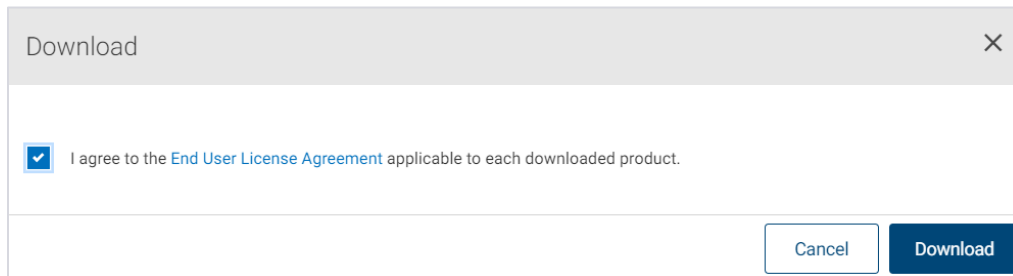 Download
I agree to the End User License Agreement applicable to each downloaded product.
Cancel
Download